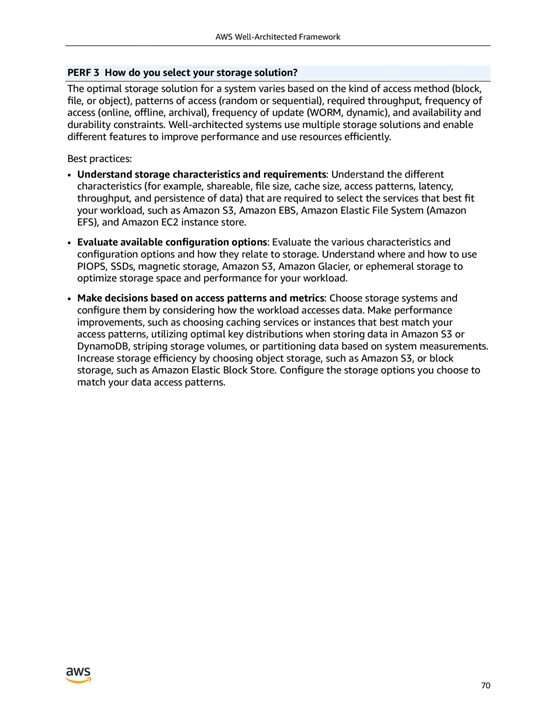 AWS Well-Architected Framework
PERF 3 How do you select your storage solution?
The optimal storage solution for a system varies based on the kind of access method (block,
file, or object), patterns of access (random or sequential), required throughput, frequency of
access (online, offline, archival), frequency of update (WORM, dynamic), and availability and
durability constraints. Well-architected systems use multiple storage solutions and enable
different features to improve performance and use resources efficiently.
Best practices:
• Understand storage characteristics and requirements: Understand the different
characteristics (for example, shareable, file size, cache size, access patterns, latency,
throughput, and persistence of data) that are required to select the services that best fit
your workload, such as Amazon S3, Amazon EBS, Amazon Elastic File System (Amazon
EFS), and Amazon EC2 instance store.
• Evaluate available configuration options: Evaluate the various characteristics and
configuration options and how they relate to storage. Understand where and how to use
PIOPS, SSDs, magnetic storage, Amazon S3, Amazon Glacier, or ephemeral storage to
optimize storage space and performance for your workload.
• Make decisions based on access patterns and metrics: Choose storage systems and
configure them by considering how the workload accesses data. Make performance
improvements, such as choosing caching services or instances that best match your
access patterns, utilizing optimal key distributions when storing data in Amazon S3 or
DynamoDB, striping storage volumes, or partitioning data based on system measurements.
Increase storage efficiency by choosing object storage, such as Amazon S3, or block
storage, such as Amazon Elastic Block Store. Configure the storage options you choose to
match your data access patterns.
aws
70